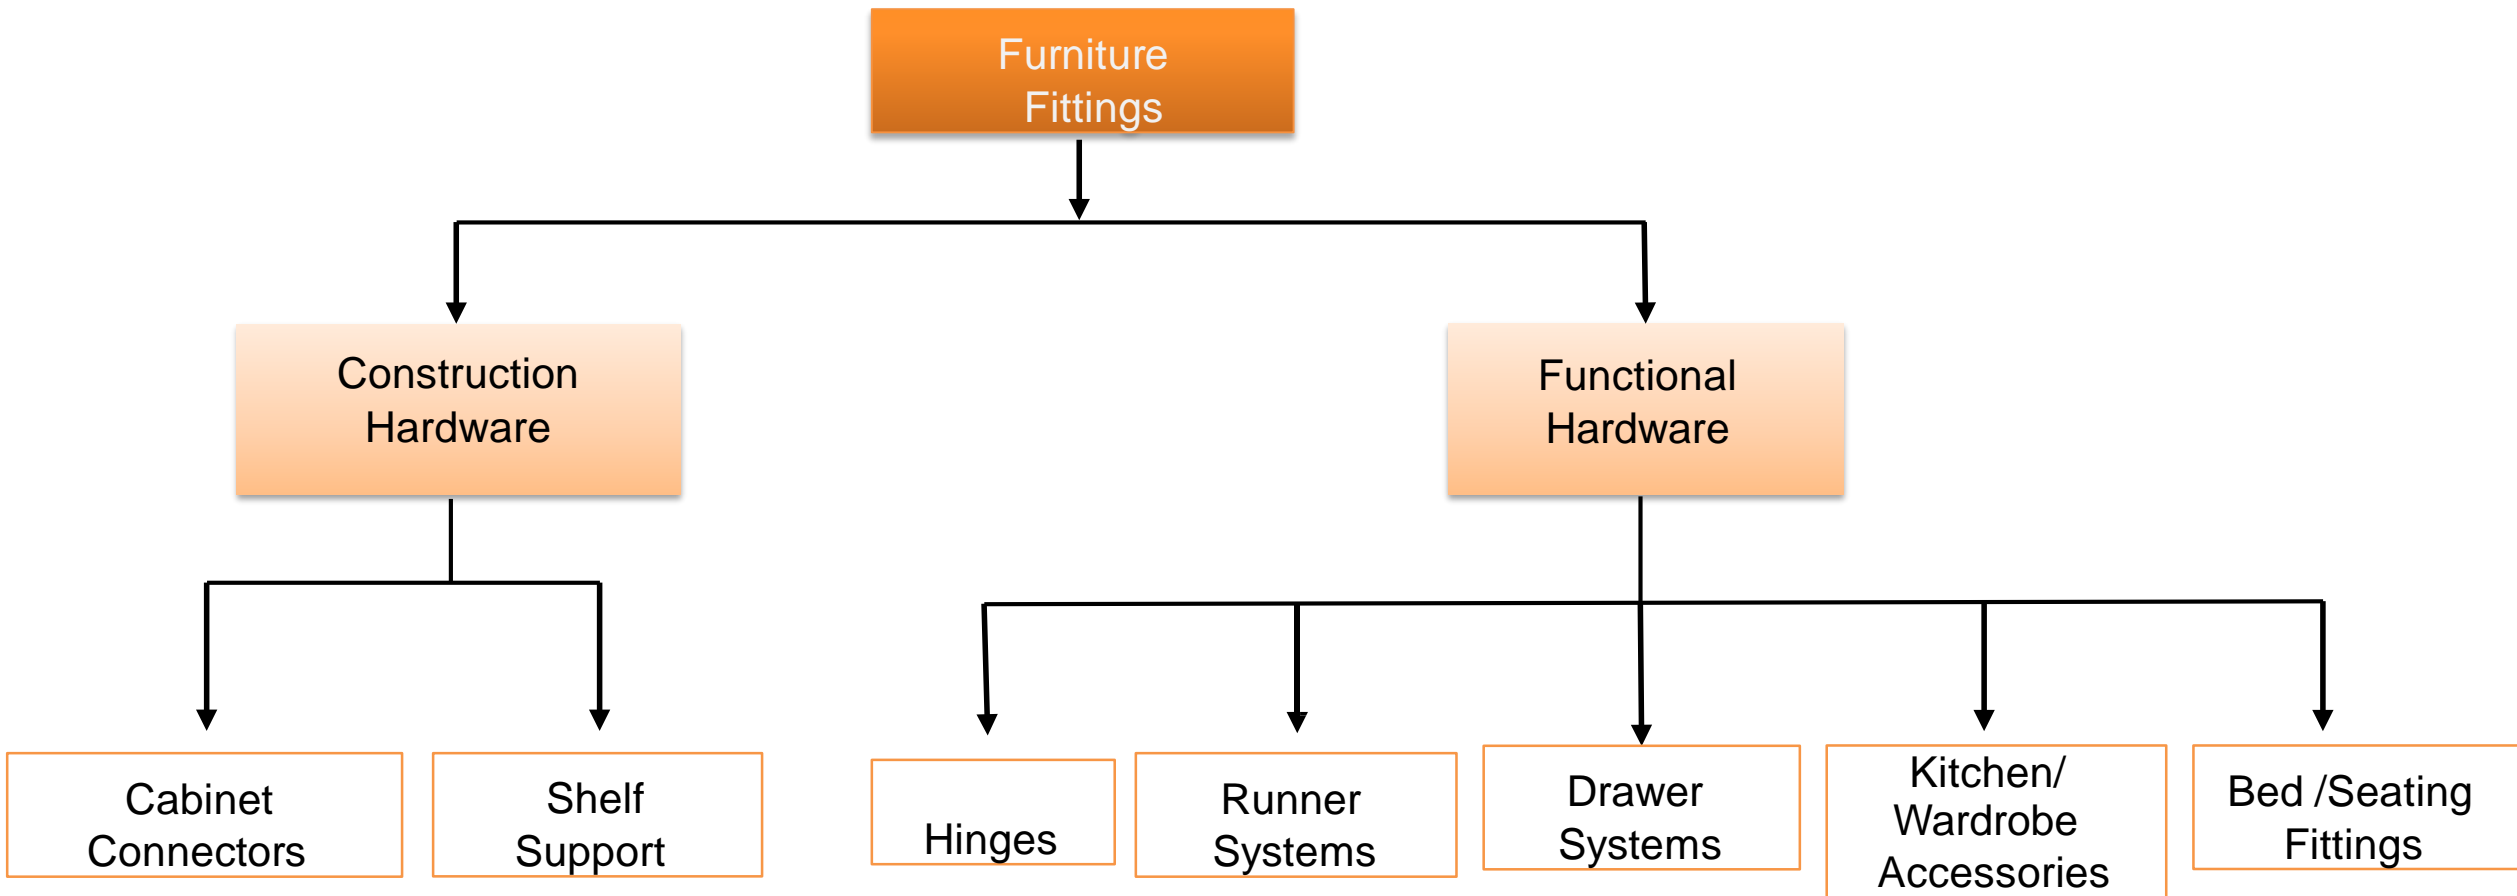 Furniture
Fittings
Construction
Hardware
Functional
Hardware
Cabinet
Connectors
Shelf
Support
Hinges
Runner
Systems
Drawer
Systems
Kitchen/
Wardrobe
Accessories
Bed /Seating
Fittings